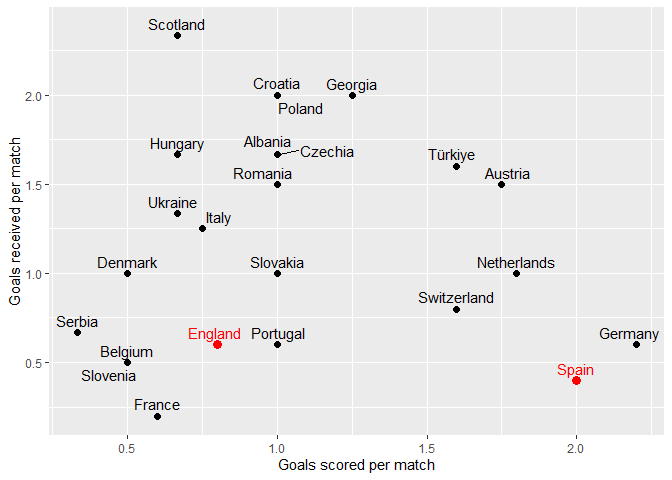 Scotland
Croatia
Georgia
Poland
Hungary
Albania
Czechia
Türkiye
Romania
Austria
Ukraine
Italy
Denmark
Slovakia
Netherlands
Switzerland
Serbia
England
Portugal
Germany
Belgium
Slovenia
Spain
France
2.0
1.5
1.0
0.5
Goals received per match
0.5
1.0
1.5
2.0
Goals scored per match